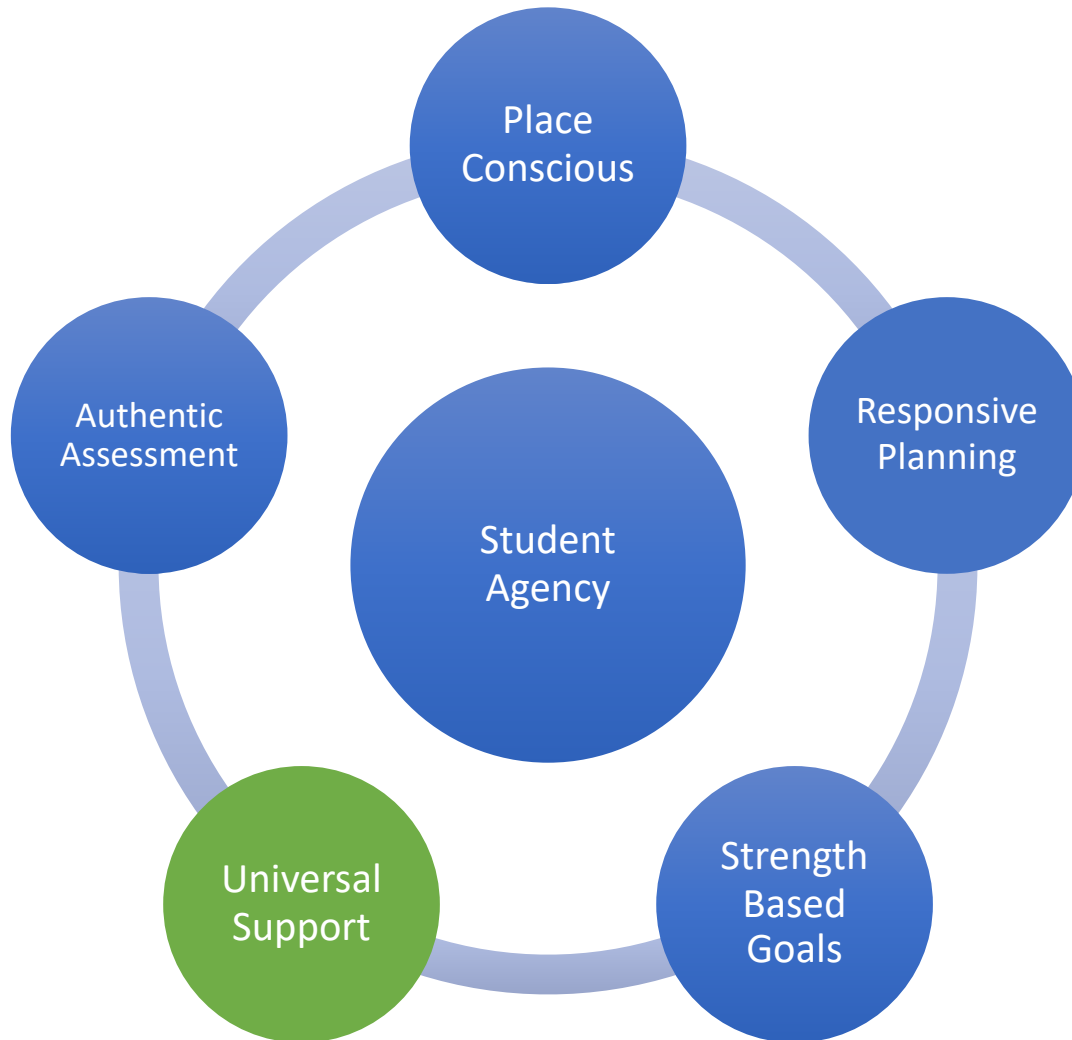 Place
Conscious
Responsive
Planning
Strength
Based
Goals
Universal
Support
Authentic
Assessment
Student
Agency